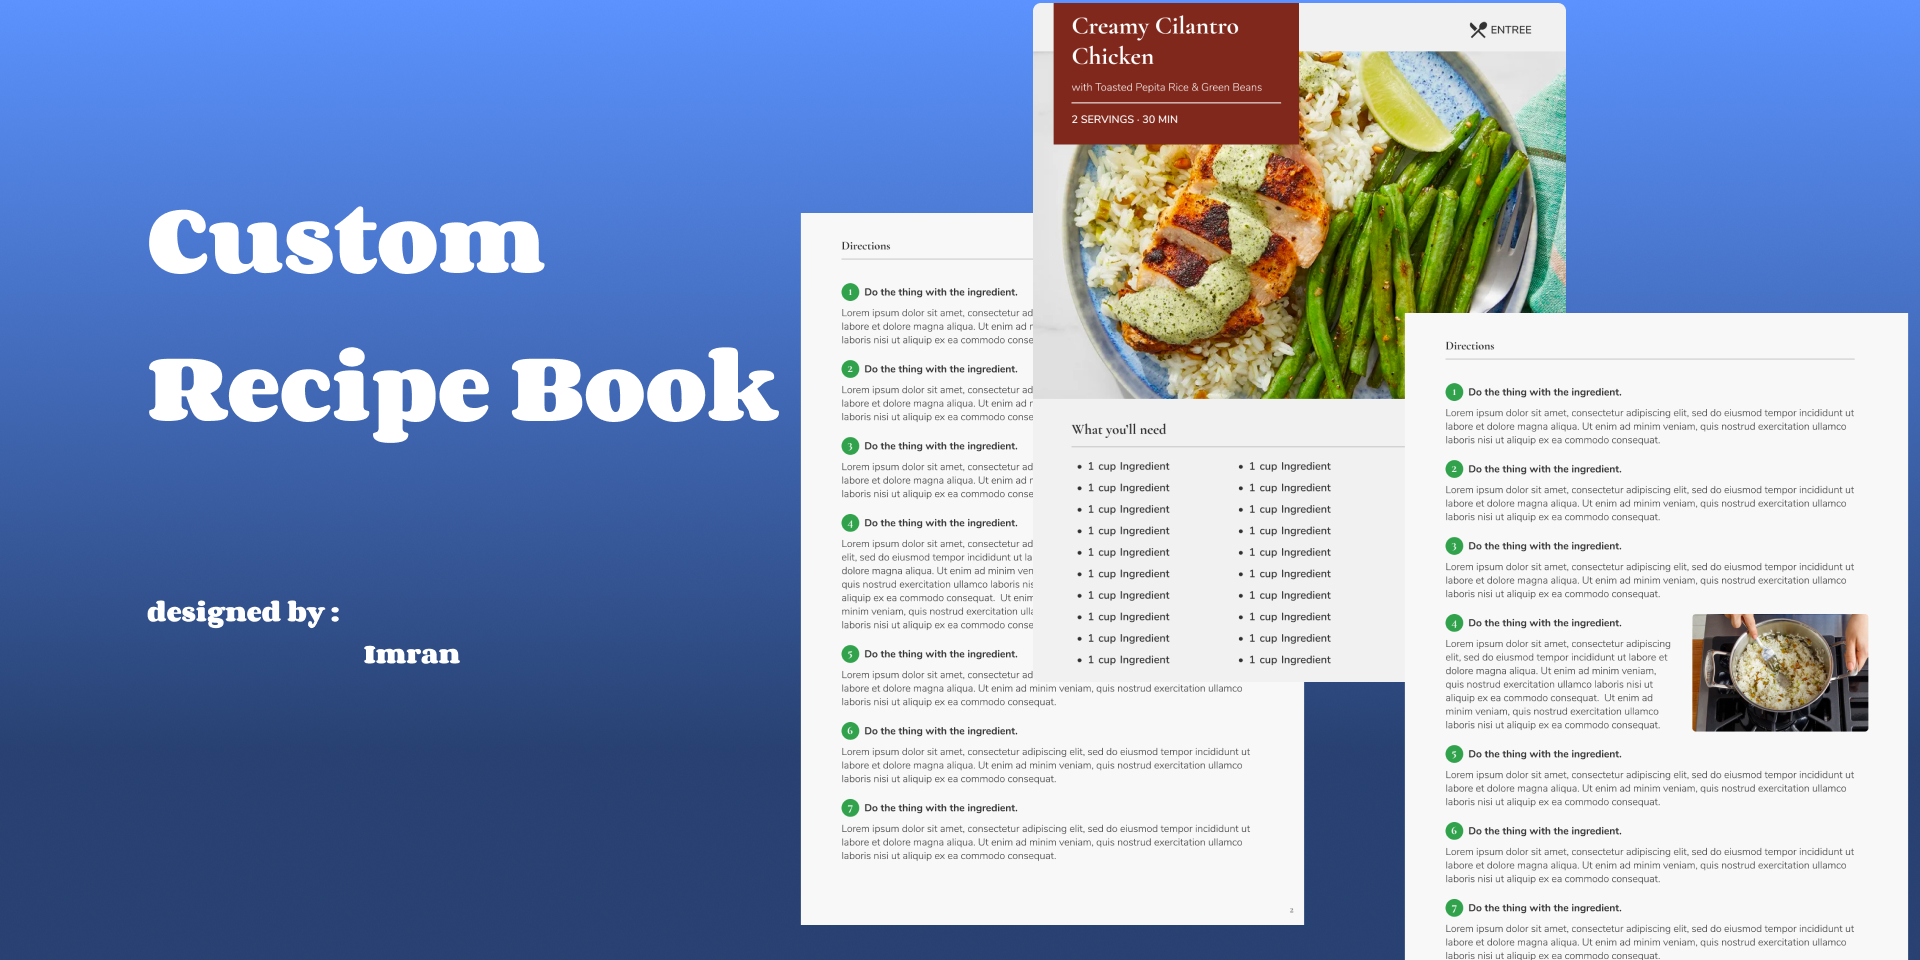 Custom
Recipe Book
designed by :
Imran
Directions
1 Do the thing with the ingredient.
Lorem ipsum dolor sit amet, consectetur ad
labore et dolore magna aliqua. Ut enim ad
laboris nisi ut aliquip ex ea commodo conse
2 Do the thing with the ingredient.
Lorem ipsum dolor sit amet, consectetur ad
labore et dolore magna aliqua. Ut enim ad
laboris nisi ut aliquip ex ea commodo conse
3 Do the thing with the ingredient.
Lorem ipsum dolor sit amet, consectetur ad
labore et dolore magna aliqua. Ut enim ad
laboris nisi ut aliquip ex ea commodo conse
4 Do the thing with the ingredient.
Lorem ipsum dolor sit amet, consectetur ad
elit, sed do eiusmod tempor incididunt ut la
dolore magna aliqua. Ut enim ad minim ven
quis nostrud exercitation ullamco laboris nis
aliquip ex ea commodo consequat. Ut enim
minim veniam, quis nostrud exercitation ulla
laboris nisi ut aliquip ex ea commodo conse
5 Do the thing with the ingredient.
Lorem ipsum dolor sit amet, consectetur ad
labore et dolore magna aliqua. Ut enim ad minim veniam, quis nostrud exercitation ullamco
laboris nisi ut aliquip ex ea commodo consequat.
6 Do the thing with the ingredient.
Lorem ipsum dolor sit amet, consectetur adipiscing elit, sed do eiusmod tempor incididunt ut
labore et dolore magna aliqua. Ut enim ad minim veniam, quis nostrud exercitation ullamco
laboris nisi ut aliquip ex ea commodo consequat.
7 Do the thing with the ingredient.
Lorem ipsum dolor sit amet, consectetur adipiscing elit, sed do eiusmod tempor incididunt ut
labore et dolore magna aliqua. Ut enim ad minim veniam, quis nostrud exercitation ullamco
laboris nisi ut aliquip ex ea commodo consequat.
2
Creamy Cilantro
Chicken
with Toasted Pepita Rice & Green Beans
2 SERVINGS · 30 MIN
ENTREE
What you'll need
• 1 cup Ingredient • 1 cup Ingredient
• 1 cup Ingredient • 1 cup Ingredient
• 1 cup Ingredient • 1 cup Ingredient
• 1 cup Ingredient • 1 cup Ingredient
• 1 cup Ingredient • 1 cup Ingredient
• 1 cup Ingredient • 1 cup Ingredient
• 1 cup Ingredient • 1 cup Ingredient
• 1 cup Ingredient • 1 cup Ingredient
• 1 cup Ingredient • 1 cup Ingredient
• 1 cup Ingredient • 1 cup Ingredient
Directions
1 Do the thing with the ingredient.
Lorem ipsum dolor sit amet, consectetur adipiscing elit, sed do eiusmod tempor incididunt ut
labore et dolore magna aliqua. Ut enim ad minim veniam, quis nostrud exercitation ullamco
laboris nisi ut aliquip ex ea commodo consequat.
2 Do the thing with the ingredient.
Lorem ipsum dolor sit amet, consectetur adipiscing elit, sed do eiusmod tempor incididunt ut
labore et dolore magna aliqua. Ut enim ad minim veniam, quis nostrud exercitation ullamco
laboris nisi ut aliquip ex ea commodo consequat.
3 Do the thing with the ingredient.
Lorem ipsum dolor sit amet, consectetur adipiscing elit, sed do eiusmod tempor incididunt ut
labore et dolore magna aliqua. Ut enim ad minim veniam, quis nostrud exercitation ullamco
laboris nisi ut aliquip ex ea commodo consequat.
4 Do the thing with the ingredient.
Lorem ipsum dolor sit amet, consectetur adipiscing
elit, sed do eiusmod tempor incididunt ut labore et
dolore magna aliqua. Ut enim ad minim veniam,
quis nostrud exercitation ullamco laboris nisi ut
aliquip ex ea commodo consequat. Ut enim ad
minim veniam, quis nostrud exercitation ullamco
laboris nisi ut aliquip ex ea commodo consequat.
5 Do the thing with the ingredient.
Lorem ipsum dolor sit amet, consectetur adipiscing elit, sed do eiusmod tempor incididunt ut
labore et dolore magna aliqua. Ut enim ad minim veniam, quis nostrud exercitation ullamco
laboris nisi ut aliquip ex ea commodo consequat.
6 Do the thing with the ingredient.
Lorem ipsum dolor sit amet, consectetur adipiscing elit, sed do eiusmod tempor incididunt ut
labore et dolore magna aliqua. Ut enim ad minim veniam, quis nostrud exercitation ullamco
laboris nisi ut aliquip ex ea commodo consequat.
7 Do the thing with the ingredient.
Lorem ipsum dolor sit amet, consectetur adipiscing elit, sed do eiusmod tempor incididunt ut
labore et dolore magna aliqua. Ut enim ad minim veniam, quis nostrud exercitation ullamco
laboris nisi ut aliquip ex ea commodo consequat.